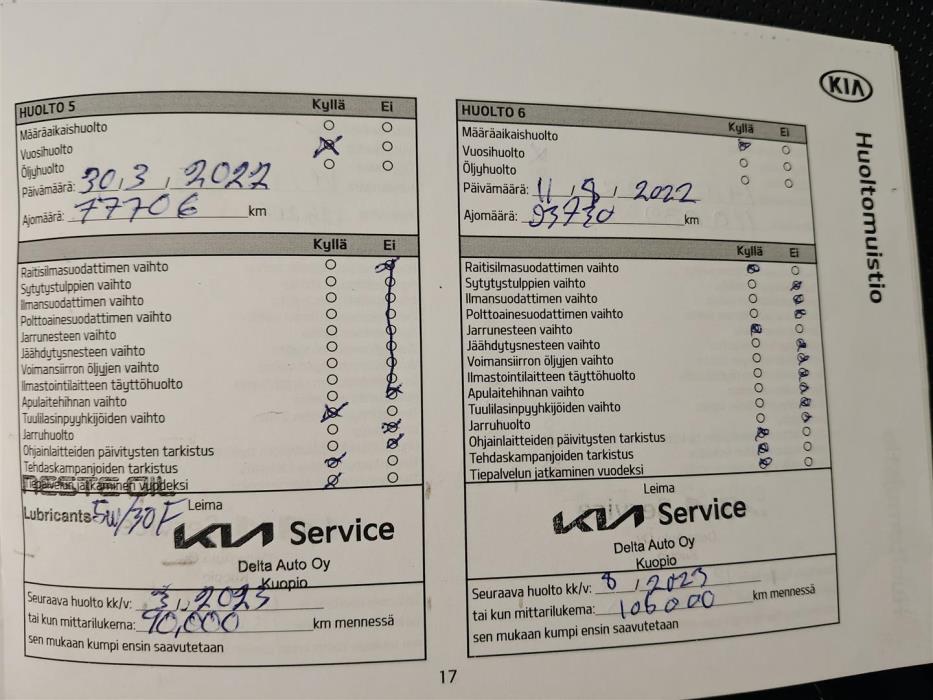 KIA
Huoltomuistio
HUOLTO 5 Kyllä Ei
Määräaikaishuolto
Vuosihuolto
Öljyhuolto
Päivämäärä: 30 / 3 / 2022
Ajomäärä: 77706 km
Kyllä Ei
Raitisilmasuodattimen vaihto
Sytytystulppien vaihto
Ilmansuodattimen vaihto
Polttoainesuodattimen vaihto
Jarrunesteen vaihto
Jäähdytysnesteen vaihto
Voimansiirron öljyjen vaihto
Ilmastointilaitteen täyttöhuolto
Apulaitehihnan vaihto
Tuulilasinpyyhkijöiden vaihto
Jarruhuolto
Ohjainlaitteiden päivitysten tarkistus
Tehdaskampanjoiden tarkistus
Tiepalvelun jatkaminen vuodeksi
NESTE OIL
Lubricants 5W/30F Leima
KIA Service
Delta Auto Oy
Kuopio
Seuraava huolto kk/v: 3 / 2023
tai kun mittarilukema: 90,000 km mennessä
sen mukaan kumpi ensin saavutetaan
HUOLTO 6 Kyllä Ei
Määräaikaishuolto
Vuosihuolto
Öljyhuolto
Päivämäärä: 11 / 8 / 2022
Ajomäärä: 93730 km
Kyllä Ei
Raitisilmasuodattimen vaihto
Sytytystulppien vaihto
Ilmansuodattimen vaihto
Polttoainesuodattimen vaihto
Jarrunesteen vaihto
Jäähdytysnesteen vaihto
Voimansiirron öljyjen vaihto
Ilmastointilaitteen täyttöhuolto
Apulaitehihnan vaihto
Tuulilasinpyyhkijöiden vaihto
Jarruhuolto
Ohjainlaitteiden päivitysten tarkistus
Tehdaskampanjoiden tarkistus
Tiepalvelun jatkaminen vuodeksi
Leima
KIA Service
Delta Auto Oy
Kuopio
Seuraava huolto kk/v: 8 / 2023
tai kun mittarilukema: 106000 km mennessä
sen mukaan kumpi ensin saavutetaan
17